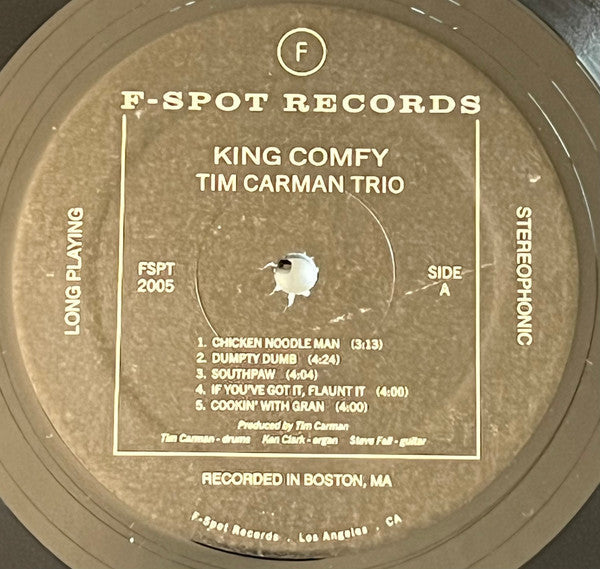 F
F-SPOT RECORDS
KING COMFY
TIM CARMAN TRIO
LONG PLAYING
FSPT
2005
SIDE
A
STEREOPHONIC
1. CHICKEN NOODLE MAN (3:13)
2. DUMPTY DUMB (4:24)
3. SOUTHPAW (4:04)
4. IF YOU'VE GOT IT, FLAUNT IT (4:00)
5. COOKIN' WITH GRAN (4:00)
Produced by Tim Carman
Tim Carman - drums Ken Clark - organ Steve Fell - guitar
RECORDED IN BOSTON, MA
F-Spot Records . Los Angeles . CA